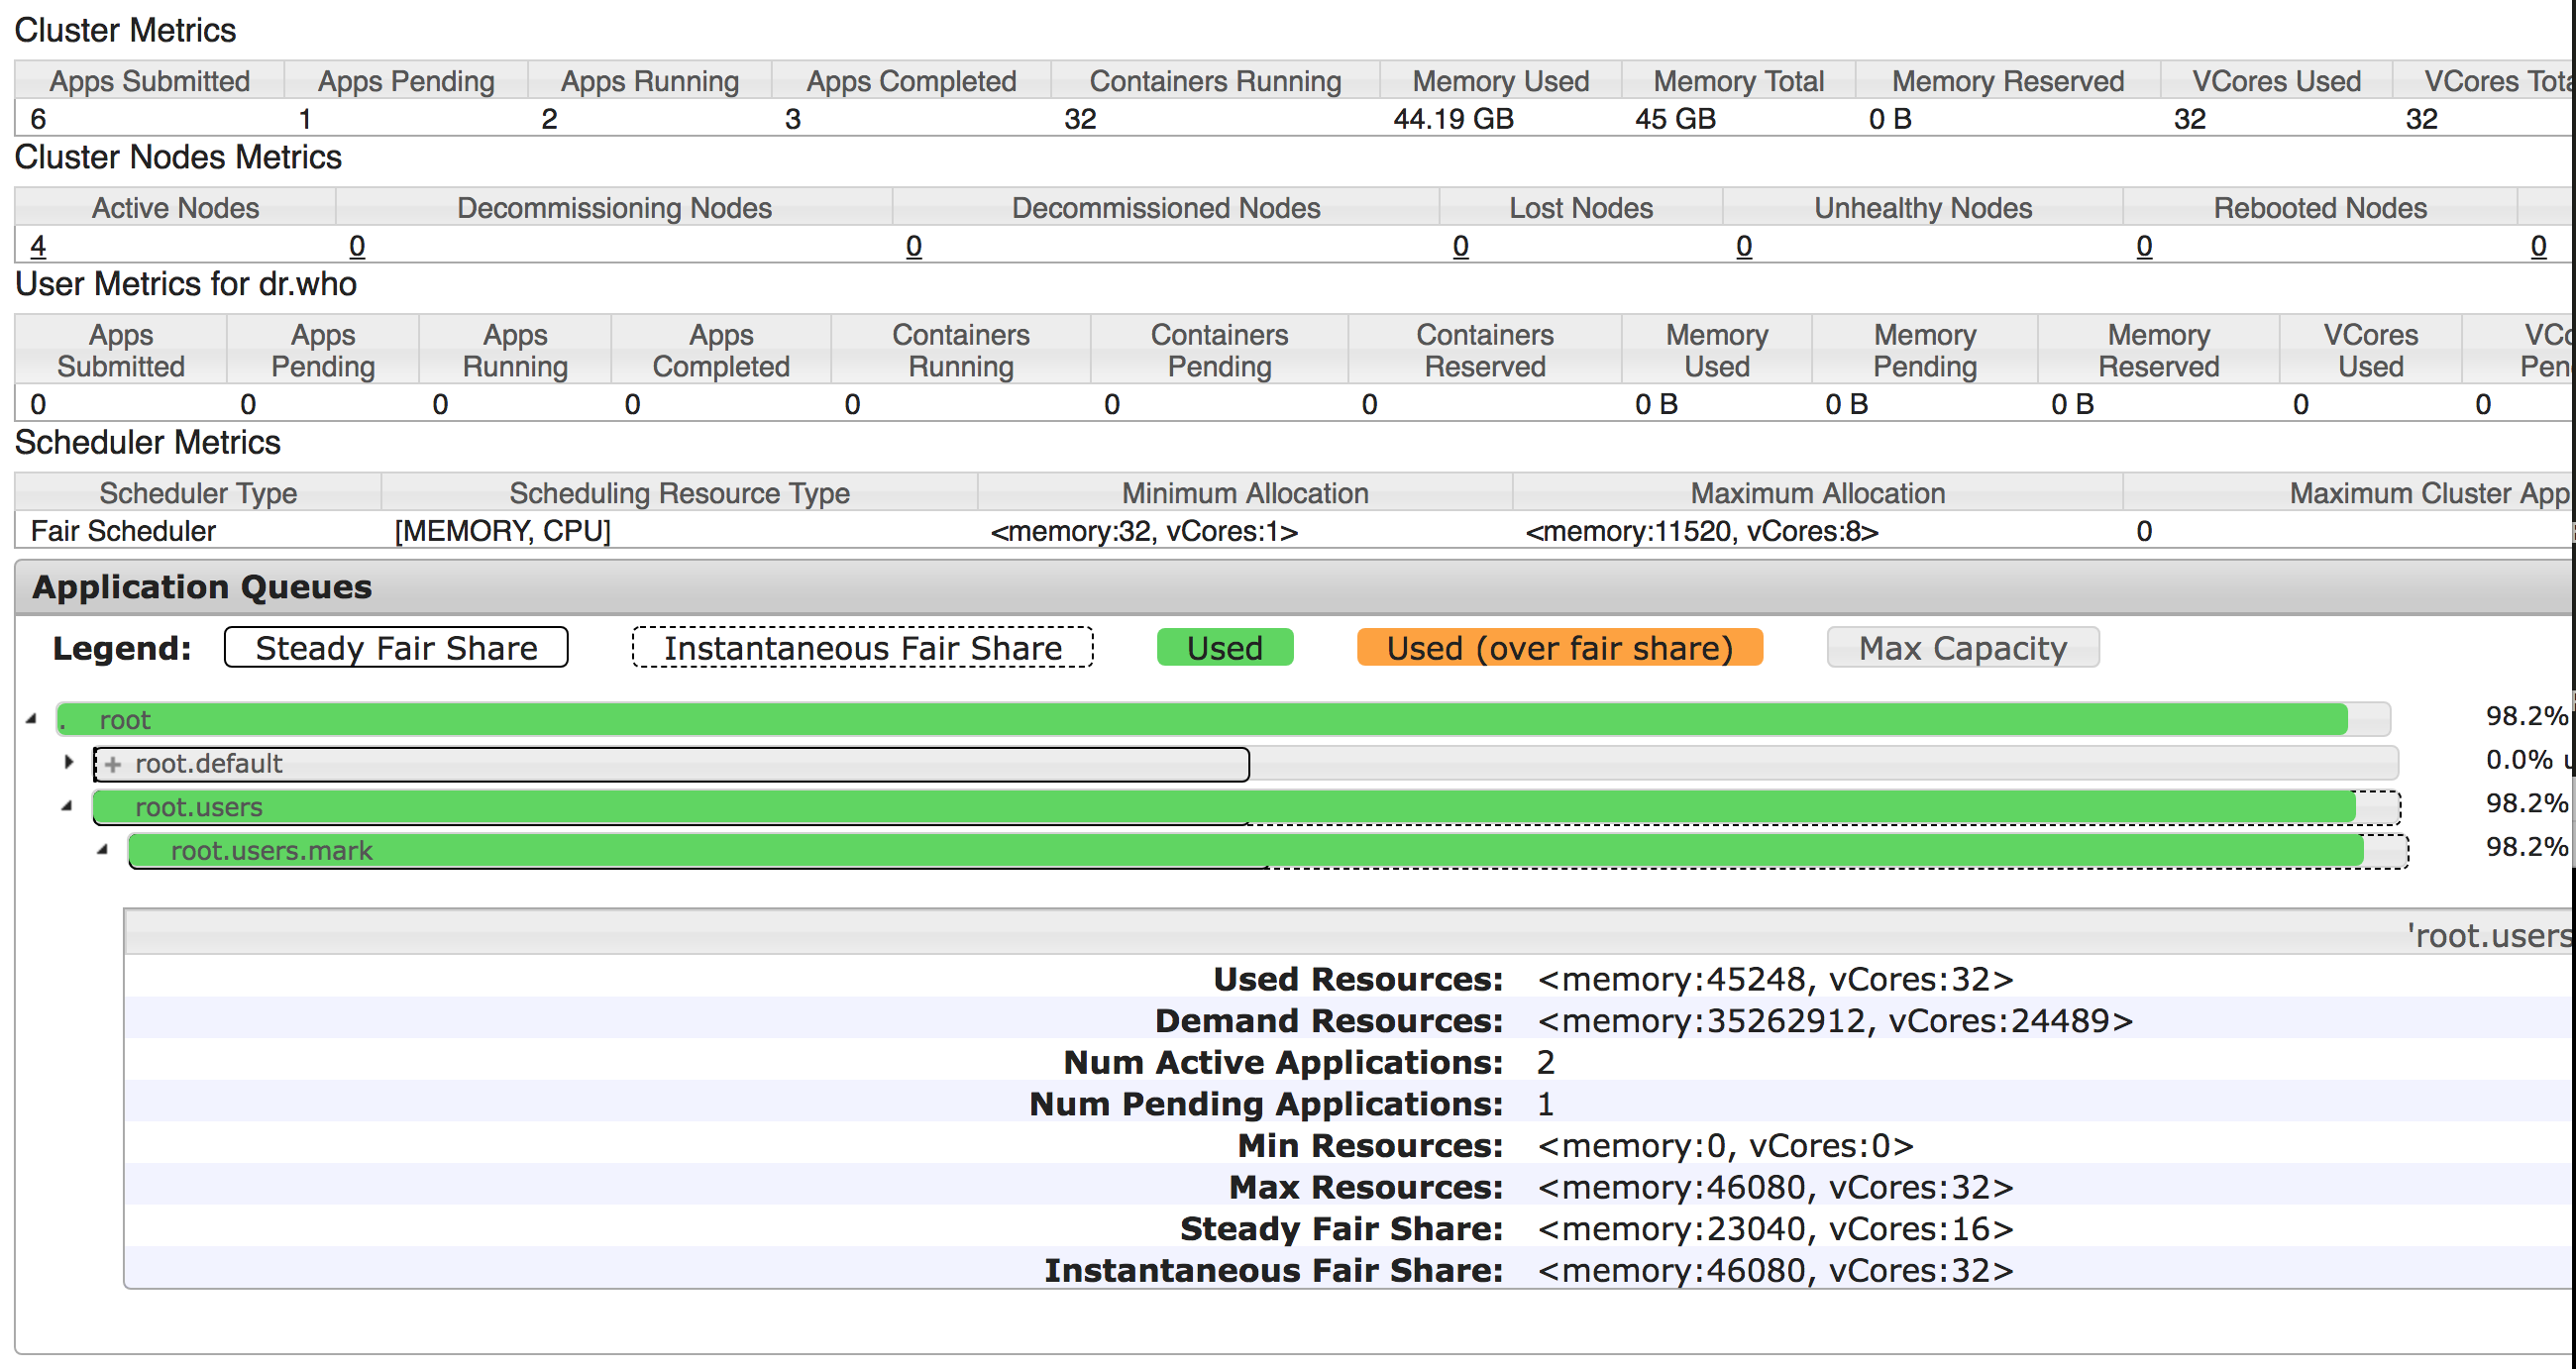 Cluster Metrics
Apps Submitted Apps Pending Apps Running Apps Completed Containers Running Memory Used Memory Total Memory Reserved VCores Used VCores Tota
6 1 2 3 32 44.19 GB 45 GB 0 B 32 32
Cluster Nodes Metrics
Active Nodes Decommissioning Nodes Decommissioned Nodes Lost Nodes Unhealthy Nodes Rebooted Nodes
4 0 0 0 0 0 0
User Metrics for dr.who
Apps Submitted Apps Pending Apps Running Apps Completed Containers Running Containers Pending Containers Reserved Memory Used Memory Pending Memory Reserved VCores Used VCo Pen
0 0 0 0 0 0 0 0 B 0 B 0 B 0 0
Scheduler Metrics
Scheduler Type Scheduling Resource Type Minimum Allocation Maximum Allocation Maximum Cluster App
Fair Scheduler [MEMORY, CPU] <memory:32, vCores:1> <memory:11520, vCores:8> 0
Application Queues
Legend: Steady Fair Share Instantaneous Fair Share Used Used (over fair share) Max Capacity
. root 98.2%
+ root.default 0.0% u
root.users 98.2%
root.users.mark 98.2%
'root.users
Used Resources: <memory:45248, vCores:32>
Demand Resources: <memory:35262912, vCores:24489>
Num Active Applications: 2
Num Pending Applications: 1
Min Resources: <memory:0, vCores:0>
Max Resources: <memory:46080, vCores:32>
Steady Fair Share: <memory:23040, vCores:16>
Instantaneous Fair Share: <memory:46080, vCores:32>